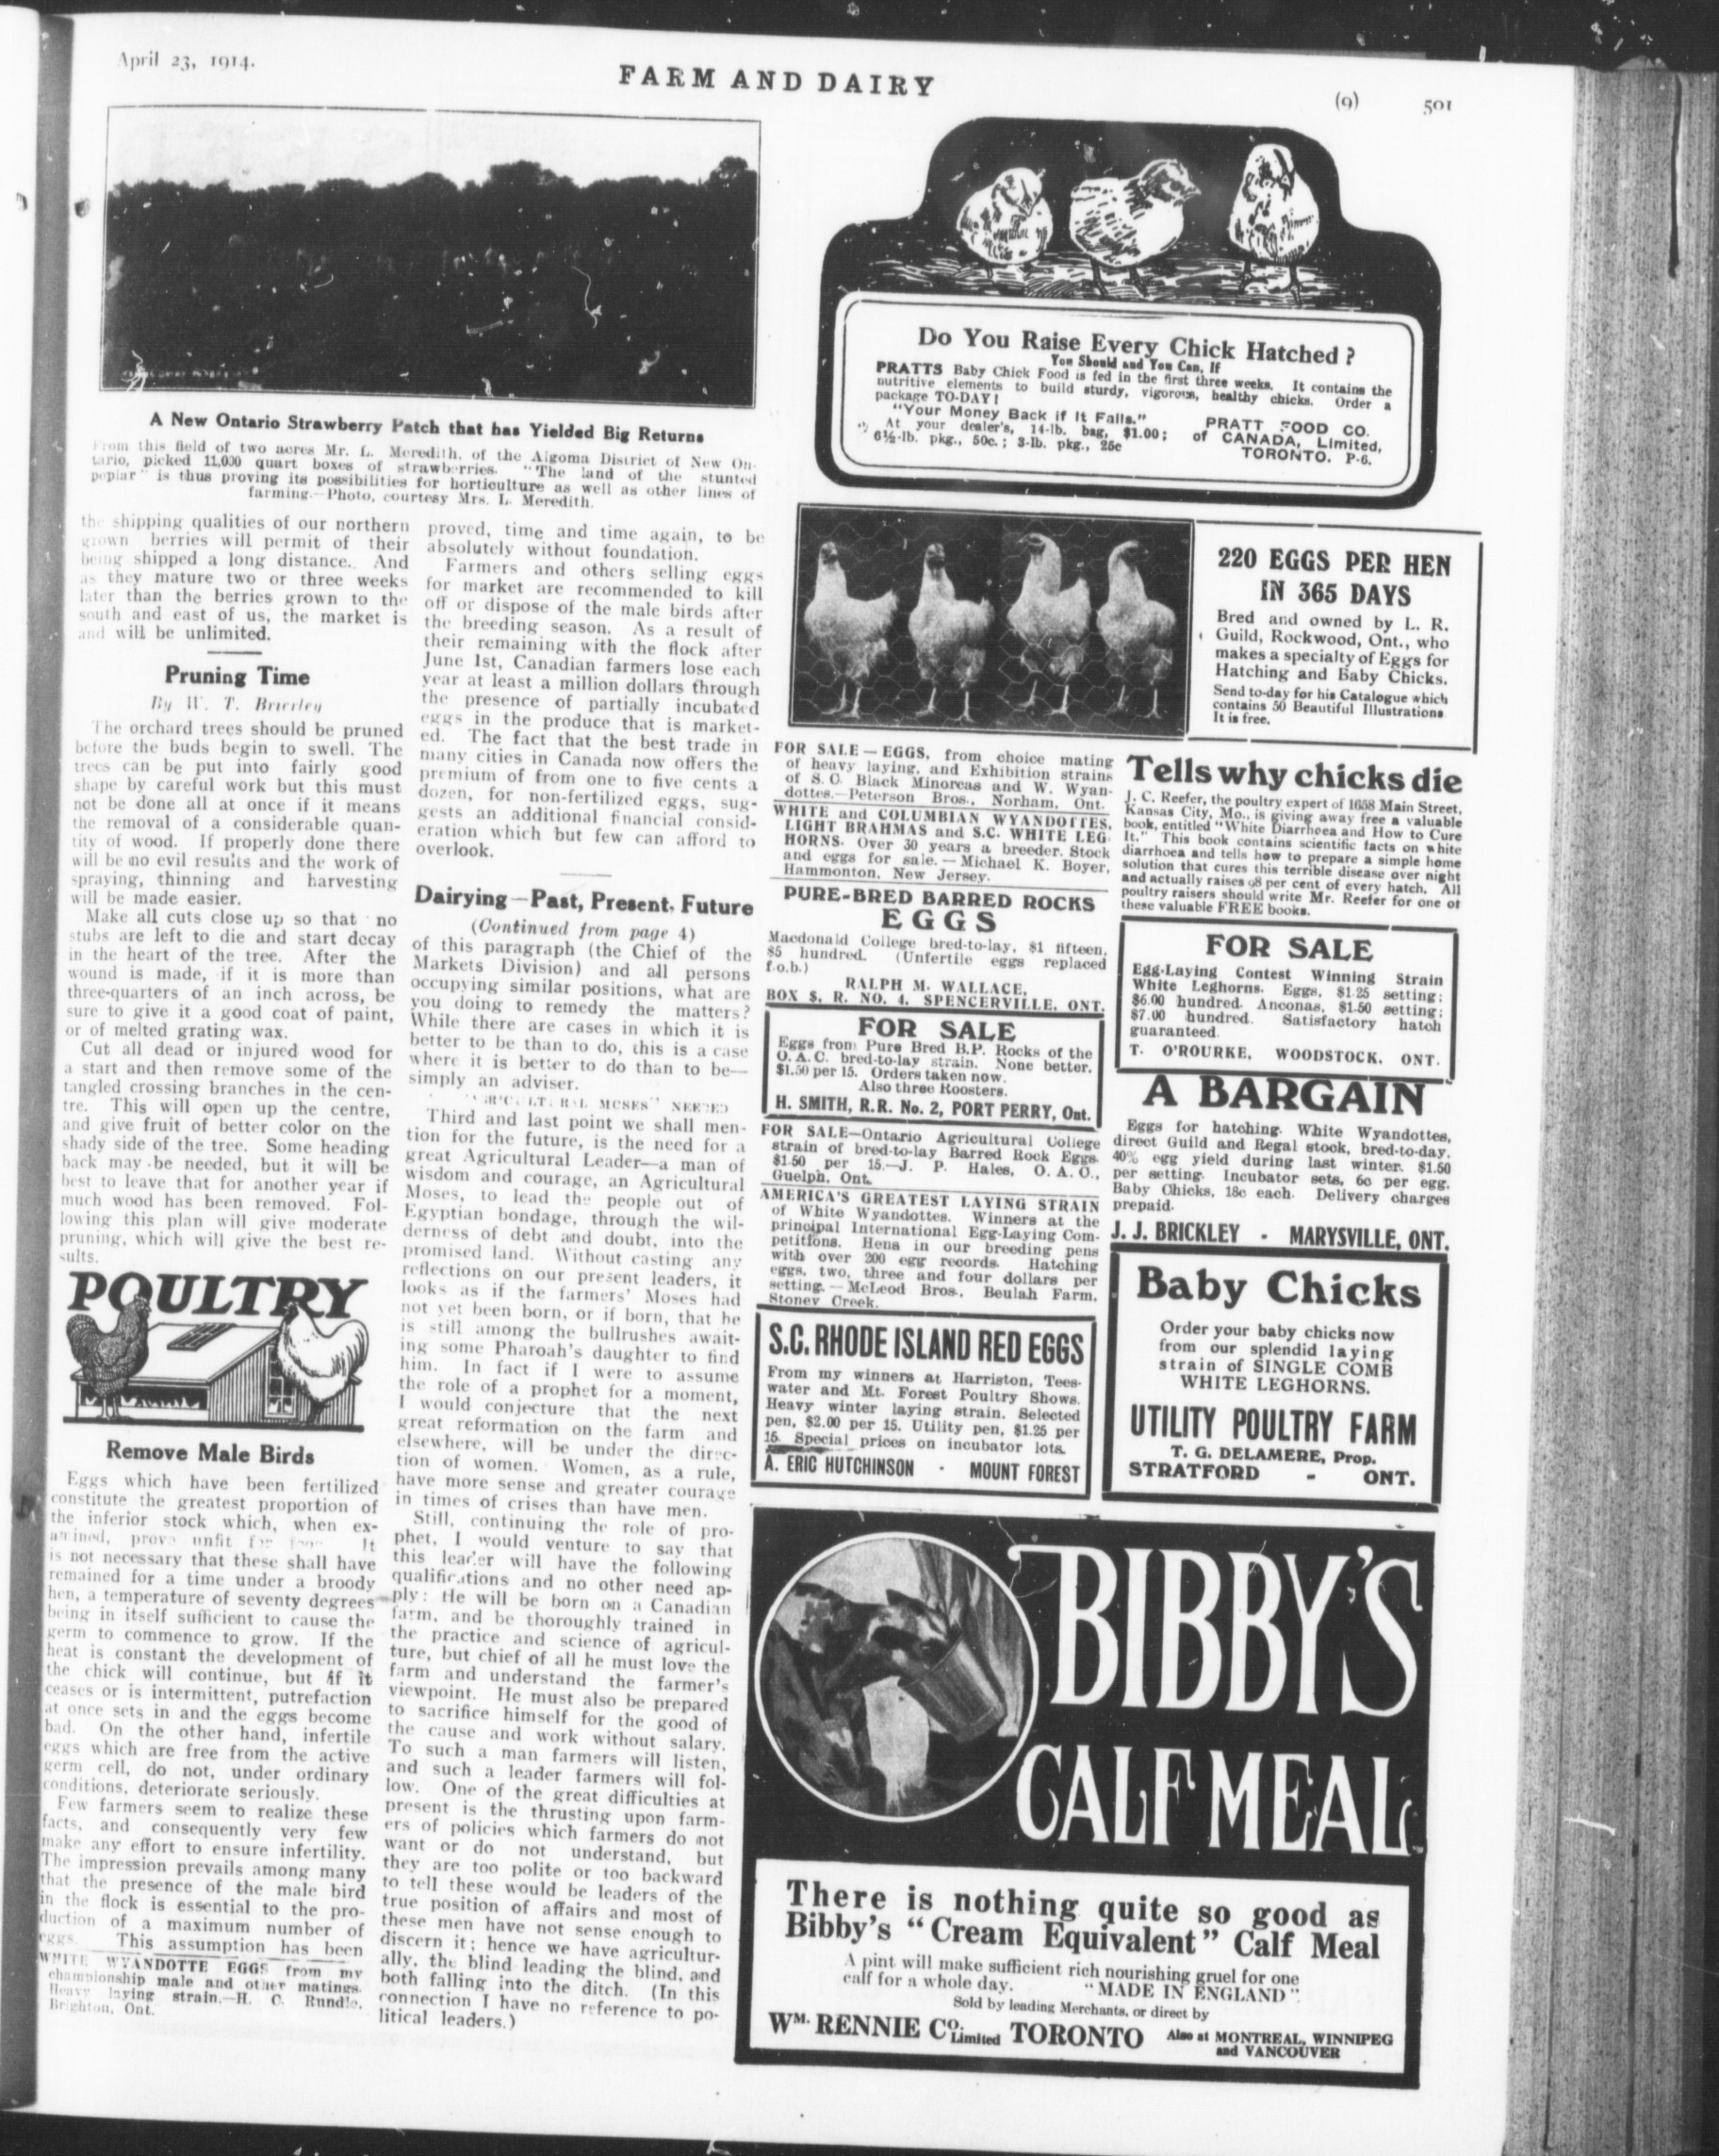 April 23, 1914.
FARM AND DAIRY
(9)
501
A New Ontario Strawberry Patch that has Yielded Big Returns
From this field of two acres Mr. L. Meredith, of the Algoma District of New On-
tario, picked 11,000 quart boxes of strawberries. "The land of the stunted
poplar" is thus proving its possibilities for horticulture as well as other lines of
farming.—Photo, courtesy Mrs. L. Meredith.
the shipping qualities of our northern
grown berries will permit of their
being shipped a long distance. And
as they mature two or three weeks
later than the berries grown to the
south and east of us, the market is
and will be unlimited.
Pruning Time
By W. T. Brierley
The orchard trees should be pruned
before the buds begin to swell. The
trees can be put into fairly good
shape by careful work but this must
not be done all at once if it means
the removal of a considerable quan-
tity of wood. If properly done there
will be no evil results and the work of
spraying, thinning and harvesting
will be made easier.
Make all cuts close up so that no
stubs are left to die and start decay
in the heart of the tree. After the
wound is made, if it is more than
three-quarters of an inch across, be
sure to give it a good coat of paint,
or of melted grating wax.
Cut all dead or injured wood for
a start and then remove some of the
tangled crossing branches in the cen-
tre. This will open up the centre,
and give fruit of better color on the
shady side of the tree. Some heading
back may be needed, but it will be
best to leave that for another year if
much wood has been removed. Fol-
lowing this plan will give moderate
pruning, which will give the best re-
sults.
POULTRY
Remove Male Birds
Eggs which have been fertilized
constitute the greatest proportion of
the inferior stock which, when ex-
amined, prove unfit for It
is not necessary that these shall have
remained for a time under a broody
hen, a temperature of seventy degrees
being in itself sufficient to cause the
germ to commence to grow. If the
heat is constant the development of
the chick will continue, but if it
ceases or is intermittent, putrefaction
at once sets in and the eggs become
bad. On the other hand, infertile
eggs which are free from the active
germ cell, do not, under ordinary
conditions, deteriorate seriously.
Few farmers seem to realize these
facts, and consequently very few
make any effort to ensure infertility.
The impression prevails among many
that the presence of the male bird
in the flock is essential to the pro-
duction of a maximum number of
eggs. This assumption has been
WHITE WYANDOTTE EGGS from my
championship male and other matings.
Heavy laying strain.—H. C. Rundle,
Brighton, Ont.
proved, time and time again, to be
absolutely without foundation.
Farmers and others selling eggs
for market are recommended to kill
off or dispose of the male birds after
the breeding season. As a result of
their remaining with the flock after
June 1st, Canadian farmers lose each
year at least a million dollars through
the presence of partially incubated
eggs in the produce that is market-
ed. The fact that the best trade in
many cities in Canada now offers the
premium of from one to five cents a
dozen, for non-fertilized eggs, sug-
gests an additional financial consid-
eration which but few can afford to
overlook.
Dairying—Past, Present, Future
(Continued from page 4)
of this paragraph (the Chief of the
Markets Division) and all persons
occupying similar positions, what are
you doing to remedy the matters?
While there are cases in which it is
better to be than to do, this is a case
where it is better to do than to be—
simply an adviser.
MOSES" NEEDED
Third and last point we shall men-
tion for the future, is the need for a
great Agricultural Leader—a man of
wisdom and courage, an Agricultural
Moses, to lead the people out of
Egyptian bondage, through the wil-
derness of debt and doubt, into the
promised land. Without casting any
reflections on our present leaders, it
looks as if the farmers' Moses had
not yet been born, or if born, that he
is still among the bullrushes await-
ing some Pharoah's daughter to find
him. In fact if I were to assume
the role of a prophet for a moment,
I would conjecture that the next
great reformation on the farm and
elsewhere, will be under the direc-
tion of women. Women, as a rule,
have more sense and greater courage
in times of crises than have men.
Still, continuing the role of pro-
phet, I would venture to say that
this leader will have the following
qualifications and no other need ap-
ply: He will be born on a Canadian
farm, and be thoroughly trained in
the practice and science of agricul-
ture, but chief of all he must love the
farm and understand the farmer's
viewpoint. He must also be prepared
to sacrifice himself for the good of
the cause and work without salary.
To such a man farmers will listen,
and such a leader farmers will fol-
low. One of the great difficulties at
present is the thrusting upon farm-
ers of policies which farmers do not
want or do not understand, but
they are too polite or too backward
to tell these would be leaders of the
true position of affairs and most of
these men have not sense enough to
discern it; hence we have agricultur-
ally, the blind leading the blind, and
both falling into the ditch. (In this
connection I have no reference to po-
litical leaders.)
Do You Raise Every Chick Hatched?
You Should and You Can, If
PRATTS Baby Chick Food is fed in the first three weeks. It contains the
nutritive elements to build sturdy, vigorous, healthy chicks. Order a
package TO-DAY!
"Your Money Back if It Fails."
At your dealer's, 14-lb. bag, $1.00;
6½-lb. pkg., 50c.; 3-lb. pkg., 25c
PRATT FOOD CO.
of CANADA, Limited,
TORONTO. P-6.
220 EGGS PER HEN
IN 365 DAYS
Bred and owned by L. R.
Guild, Rockwood, Ont., who
makes a specialty of Eggs for
Hatching and Baby Chicks.
Send to-day for his Catalogue which
contains 50 Beautiful Illustrations
It is free.
FOR SALE—EGGS, from choice mating
of heavy laying, and Exhibition strains
of S.C. Black Minorcas and W. Wyan-
dottes.—Peterson Bros., Norham, Ont.
WHITE and COLUMBIAN WYANDOTTES,
LIGHT BRAHMAS and S.C. WHITE LEG-
HORNS. Over 30 years a breeder. Stock
and eggs for sale.—Michael K. Boyer,
Hammonton, New Jersey.
PURE-BRED BARRED ROCKS
EGGS
Macdonald College bred-to-lay, $1 fifteen,
$5 hundred. (Unfertile eggs replaced
f.o.b.)
RALPH M. WALLACE,
BOX S, R. NO. 4, SPENCERVILLE, ONT.
FOR SALE
Eggs from Pure Bred B.P. Rocks of the
O.A.C. bred-to-lay strain. None better.
$1.50 per 15. Orders taken now.
Also three Roosters.
H. SMITH, R.R. No. 2, PORT PERRY, Ont.
FOR SALE—Ontario Agricultural College
strain of bred-to-lay Barred Rock Eggs.
$1.50 per 15.—J. P. Hales, O. A. C.,
Guelph, Ont.
AMERICA'S GREATEST LAYING STRAIN
of White Wyandottes. Winners at the
principal International Egg-Laying Com-
petitions. Hens in our breeding pens
with over 200 egg records. Hatching
eggs, two, three and four dollars per
setting.—McLeod Bros., Beulah Farm,
Stoney Creek.
S.C. RHODE ISLAND RED EGGS
From my winners at Harriston, Tees-
water and Mt. Forest Poultry Shows.
Heavy winter laying strain. Selected
pen, $2.00 per 15. Utility pen, $1.25 per
15. Special prices on incubator lots.
A. ERIC HUTCHINSON - MOUNT FOREST
Tells why chicks die
J. C. Reefer, the poultry expert of 1658 Main Street,
Kansas City, Mo., is giving away free a valuable
book, entitled "White Diarrhoea and How to Cure
It." This book contains scientific facts on white
diarrhoea and tells how to prepare a simple home
solution that cures this terrible disease over night
and actually raises 98 per cent of every hatch. All
poultry raisers should write Mr. Reefer for one of
these valuable FREE books.
FOR SALE
Egg-Laying Contest Winning Strain
White Leghorns. Eggs, $1.25 setting;
$6.00 hundred. Anconas, $1.50 setting;
$7.00 hundred. Satisfactory hatch
guaranteed.
T. O'ROURKE, WOODSTOCK, ONT.
A BARGAIN
Eggs for hatching. White Wyandottes,
direct Guild and Regal stock, bred-to-day.
40% egg yield during last winter. $1.50
per setting. Incubator sets, 6c per egg.
Baby Chicks, 18c each. Delivery charges
prepaid.
J. J. BRICKLEY - MARYSVILLE, ONT.
Baby Chicks
Order your baby chicks now
from our splendid laying
strain of SINGLE COMB
WHITE LEGHORNS.
UTILITY POULTRY FARM
T. G. DELAMERE, Prop.
STRATFORD - ONT.
BIBBY'S
CALF MEAL
There is nothing quite so good as
Bibby's "Cream Equivalent" Calf Meal
A pint will make sufficient rich nourishing gruel for one
calf for a whole day. "MADE IN ENGLAND"
Sold by leading Merchants, or direct by
WM. RENNIE CO. Limited TORONTO Also at MONTREAL, WINNIPEG
and VANCOUVER